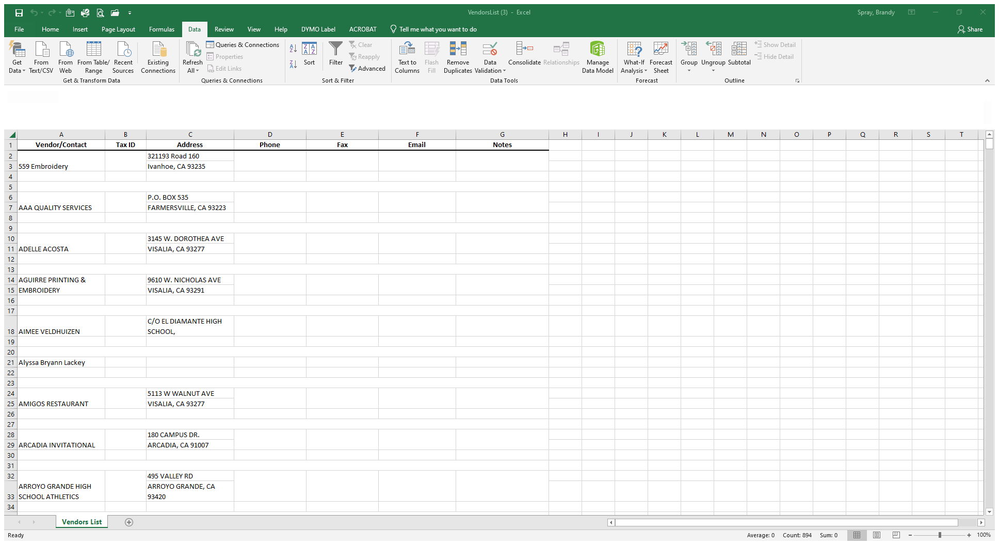 VendorsList (3) - Excel
Spray, Brandy
File Home Insert Page Layout Formulas Data Review View Help DYMO Label ACROBAT Tell me what you want to do Share
Get Data
From Text/CSV
From Web
From Table/ Range
Recent Sources
Existing Connections
Get & Transform Data
Refresh All
Queries & Connections
Properties
Edit Links
Queries & Connections
Sort
Filter
Clear
Reapply
Advanced
Sort & Filter
Text to Columns
Flash Fill
Remove Duplicates
Data Validation
Consolidate
Relationships
Manage Data Model
Data Tools
What-If Analysis
Forecast Sheet
Forecast
Group
Ungroup
Subtotal
Show Detail
Hide Detail
Outline
A B C D E F G H I J K L M N O P Q R S T
1 Vendor/Contact Tax ID Address Phone Fax Email Notes
2 321193 Road 160
3 559 Embroidery Ivanhoe, CA 93235
4
5
6 P.O. BOX 535
7 AAA QUALITY SERVICES FARMERSVILLE, CA 93223
8
9
10 3145 W. DOROTHEA AVE
11 ADELLE ACOSTA VISALIA, CA 93277
12
13
14 AGUIRRE PRINTING & 9610 W. NICHOLAS AVE
15 EMBROIDERY VISALIA, CA 93291
16
17
C/O EL DIAMANTE HIGH
18 AIMEE VELDHUIZEN SCHOOL,
19
20
21 Alyssa Bryann Lackey
22
23
24 5113 W WALNUT AVE
25 AMIGOS RESTAURANT VISALIA, CA 93277
26
27
28 180 CAMPUS DR.
29 ARCADIA INVITATIONAL ARCADIA, CA 91007
30
31
32 495 VALLEY RD
ARROYO GRANDE HIGH ARROYO GRANDE, CA
33 SCHOOL ATHLETICS 93420
34
Vendors List
Ready
Average: 0 Count: 894 Sum: 0 100%